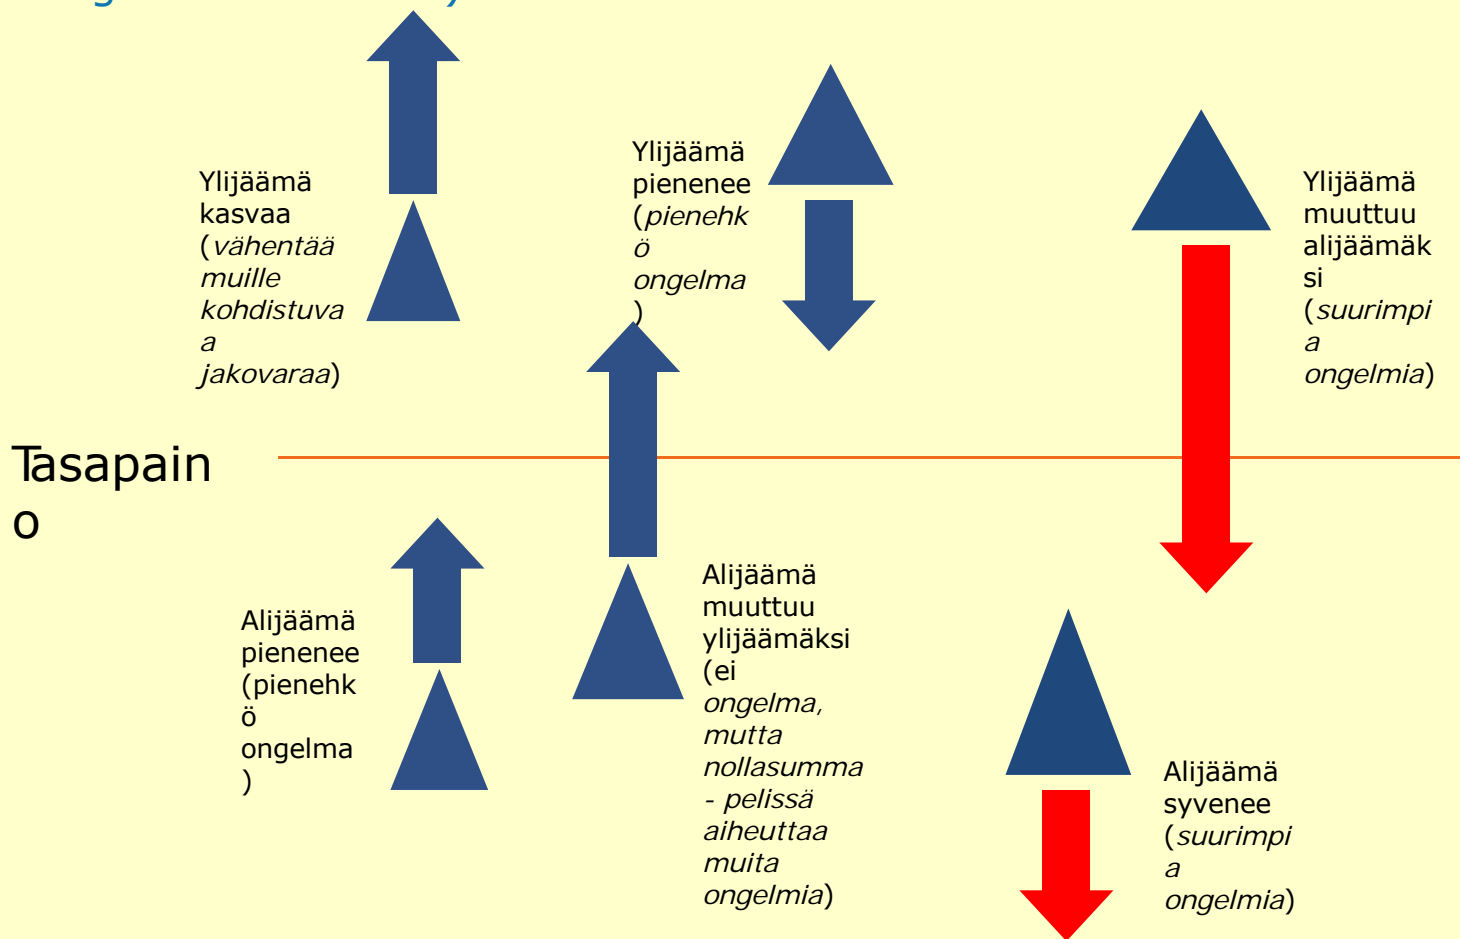 Ylijäämä
kasvaa
(vähentää
muille
kohdistuva
a
jakovaraa)
Ylijäämä
pienenee
(pienehk
ö
ongelma
)
Ylijäämä
muuttuu
alijäämäk
si
(suurimpi
a
ongelmia)
Tasapain
o
Alijäämä
pienenee
(pienehk
ö
ongelma
)
Alijäämä
muuttuu
ylijäämäksi
(ei
ongelma,
mutta
nollasumma
- pelissä
aiheuttaa
muita
ongelmia)
Alijäämä
syvenee
(suurimpi
a
ongelmia)